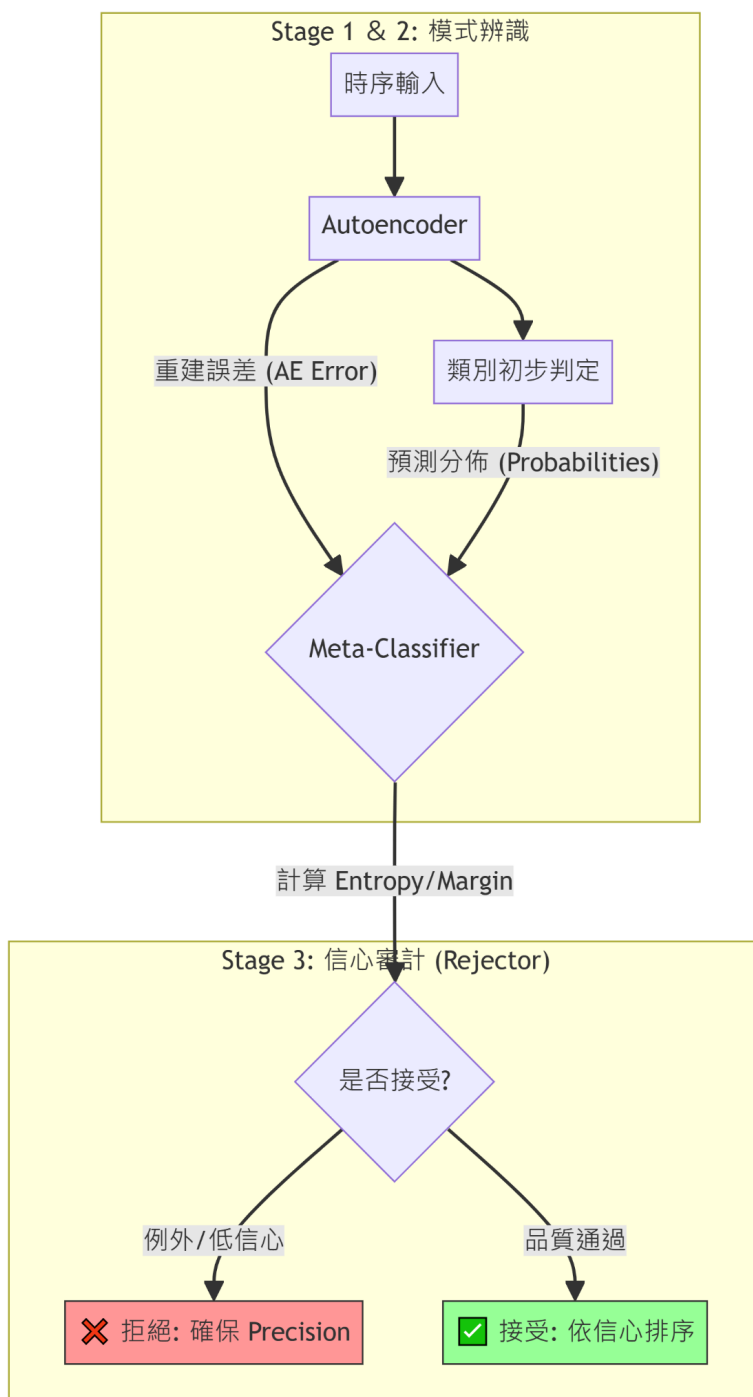 Stage 1 & 2: 模式辨識
時序輸入
Autoencoder
重建誤差 (AE Error)
類別初步判定
預測分佈 (Probabilities)
Meta-Classifier
計算 Entropy/Margin
Stage 3: 信心審計 (Rejector)
是否接受?
例外/低信心
品質通過
❌ 拒絕: 確保 Precision
✅ 接受: 依信心排序